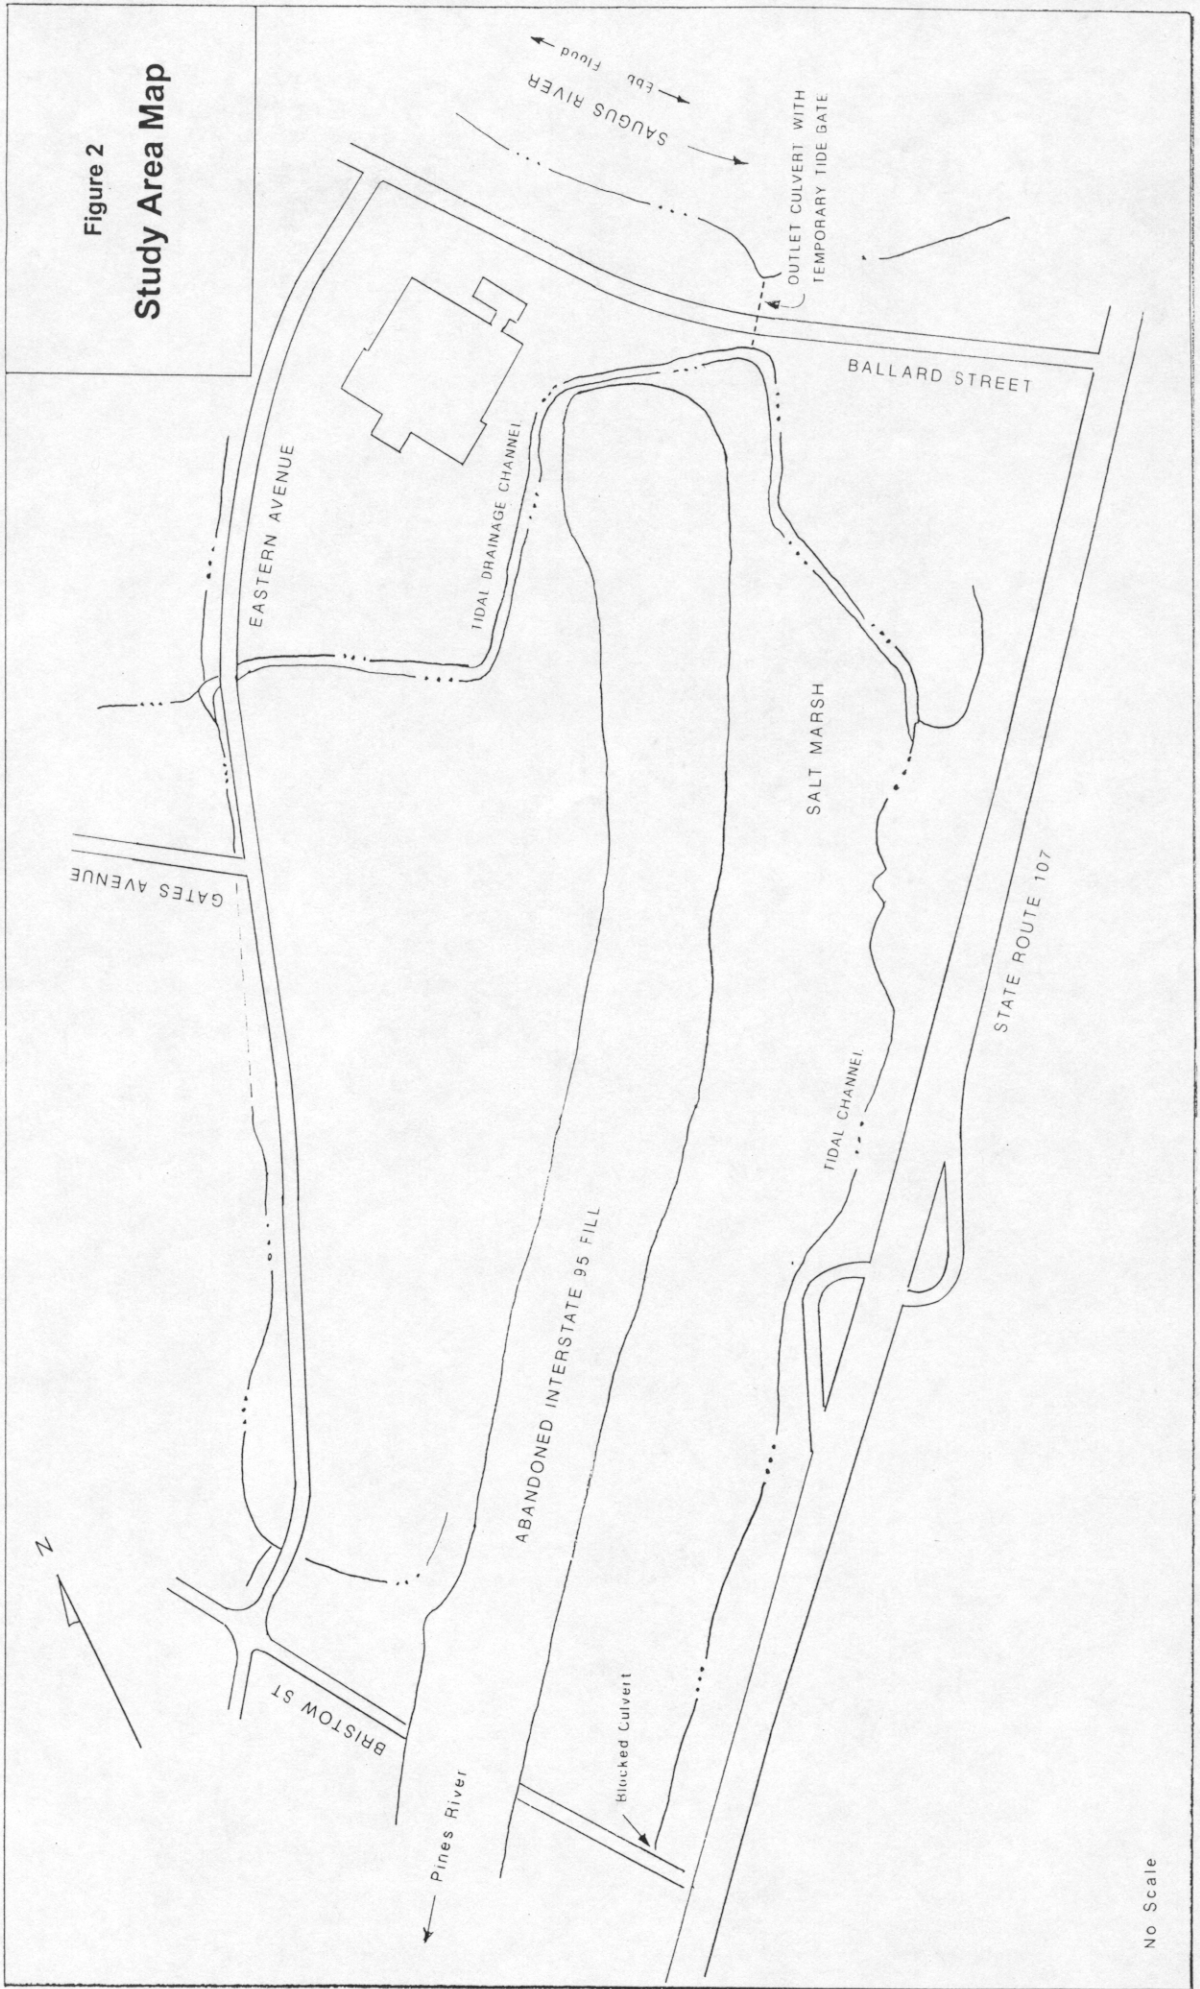 Figure 2
Study Area Map
Flood
Ebb
SAUGUS RIVER
OUTLET CULVERT WITH
TEMPORARY TIDE GATE
BALLARD STREET
EASTERN AVENUE
TIDAL DRAINAGE CHANNEL
GATES AVENUE
SALT MARSH
STATE ROUTE 107
TIDAL CHANNEL
ABANDONED INTERSTATE 95 FILL
N
BRISTOW ST
Pines River
Blocked Culvert
No Scale